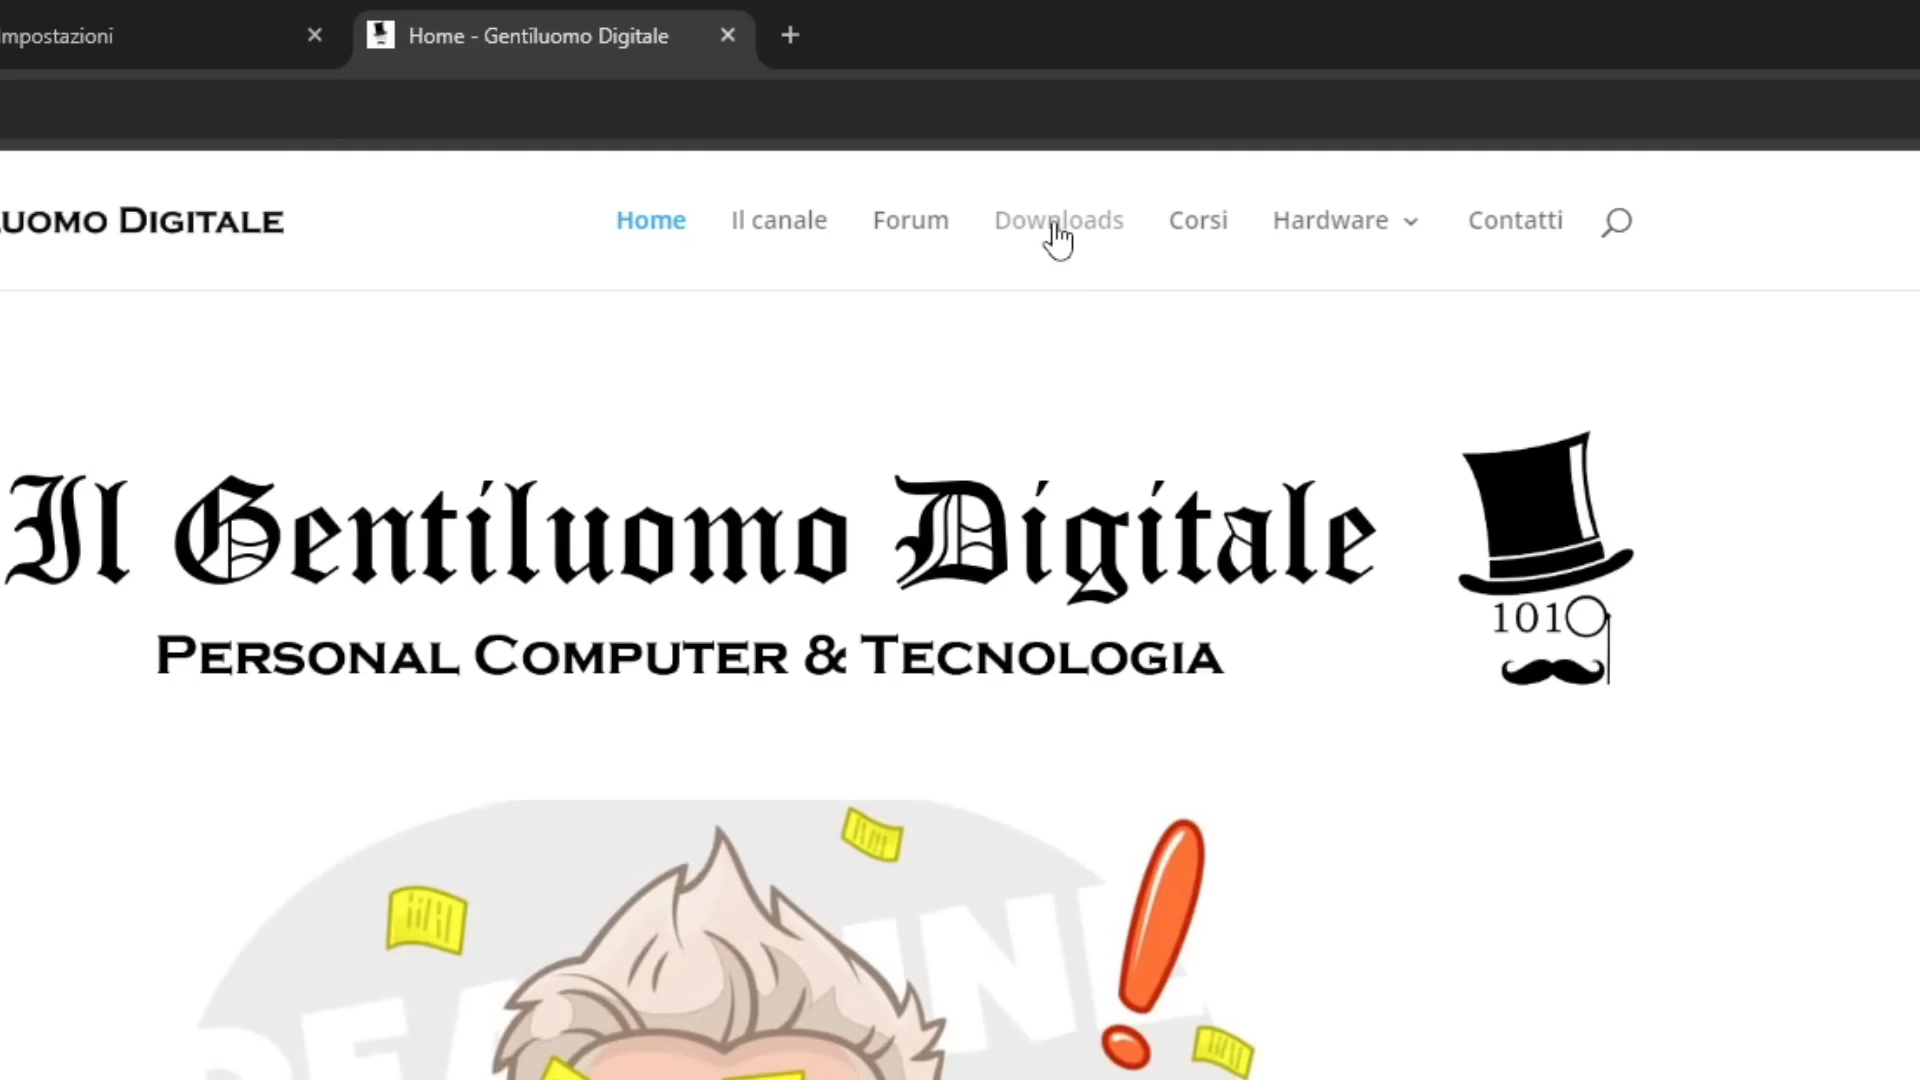 mpostazioni
Home - Gentiluomo Digitale
UOMO DIGITALE
Home Il canale Forum Downloads Corsi Hardware Contatti
Il Gentiluomo Digitale
PERSONAL COMPUTER & TECNOLOGIA
1010